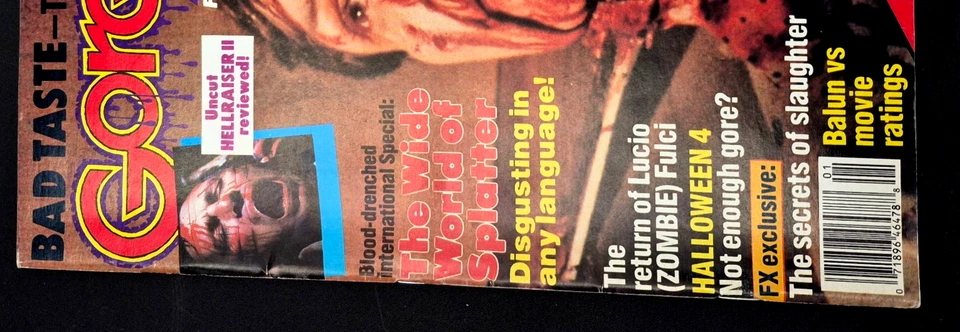 BAD TASTE—T
Gore
Uncut
HELLRAISER II
reviewed!
Blood-drenched
International Special:
The Wide
World of
Splatter
Disgusting in
any language!
The
return of Lucio
(ZOMBIE) Fulci
HALLOWEEN 4
Not enough gore?
FX exclusive:
The secrets of slaughter
Balun vs
movie
ratings
01
0 71896 46478 8